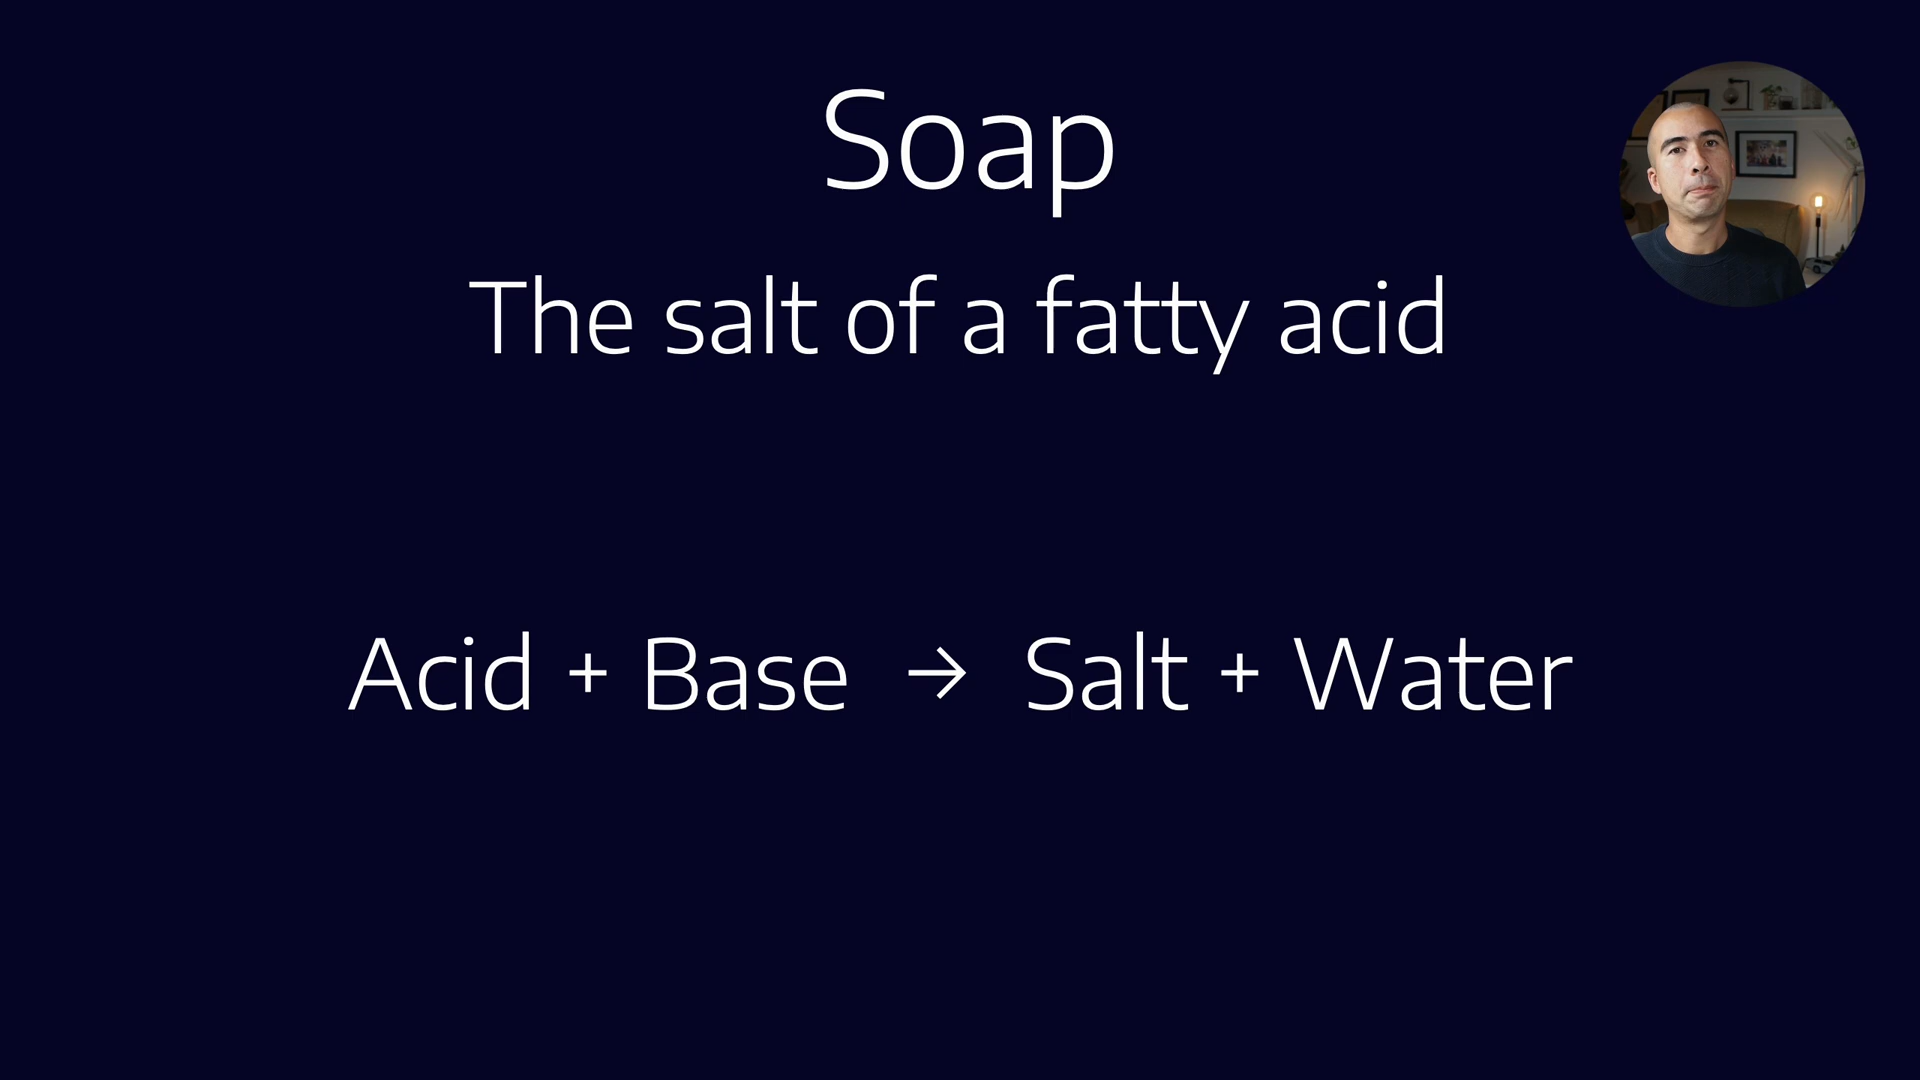 Soap
The salt of a fatty acid
Acid + Base → Salt + Water